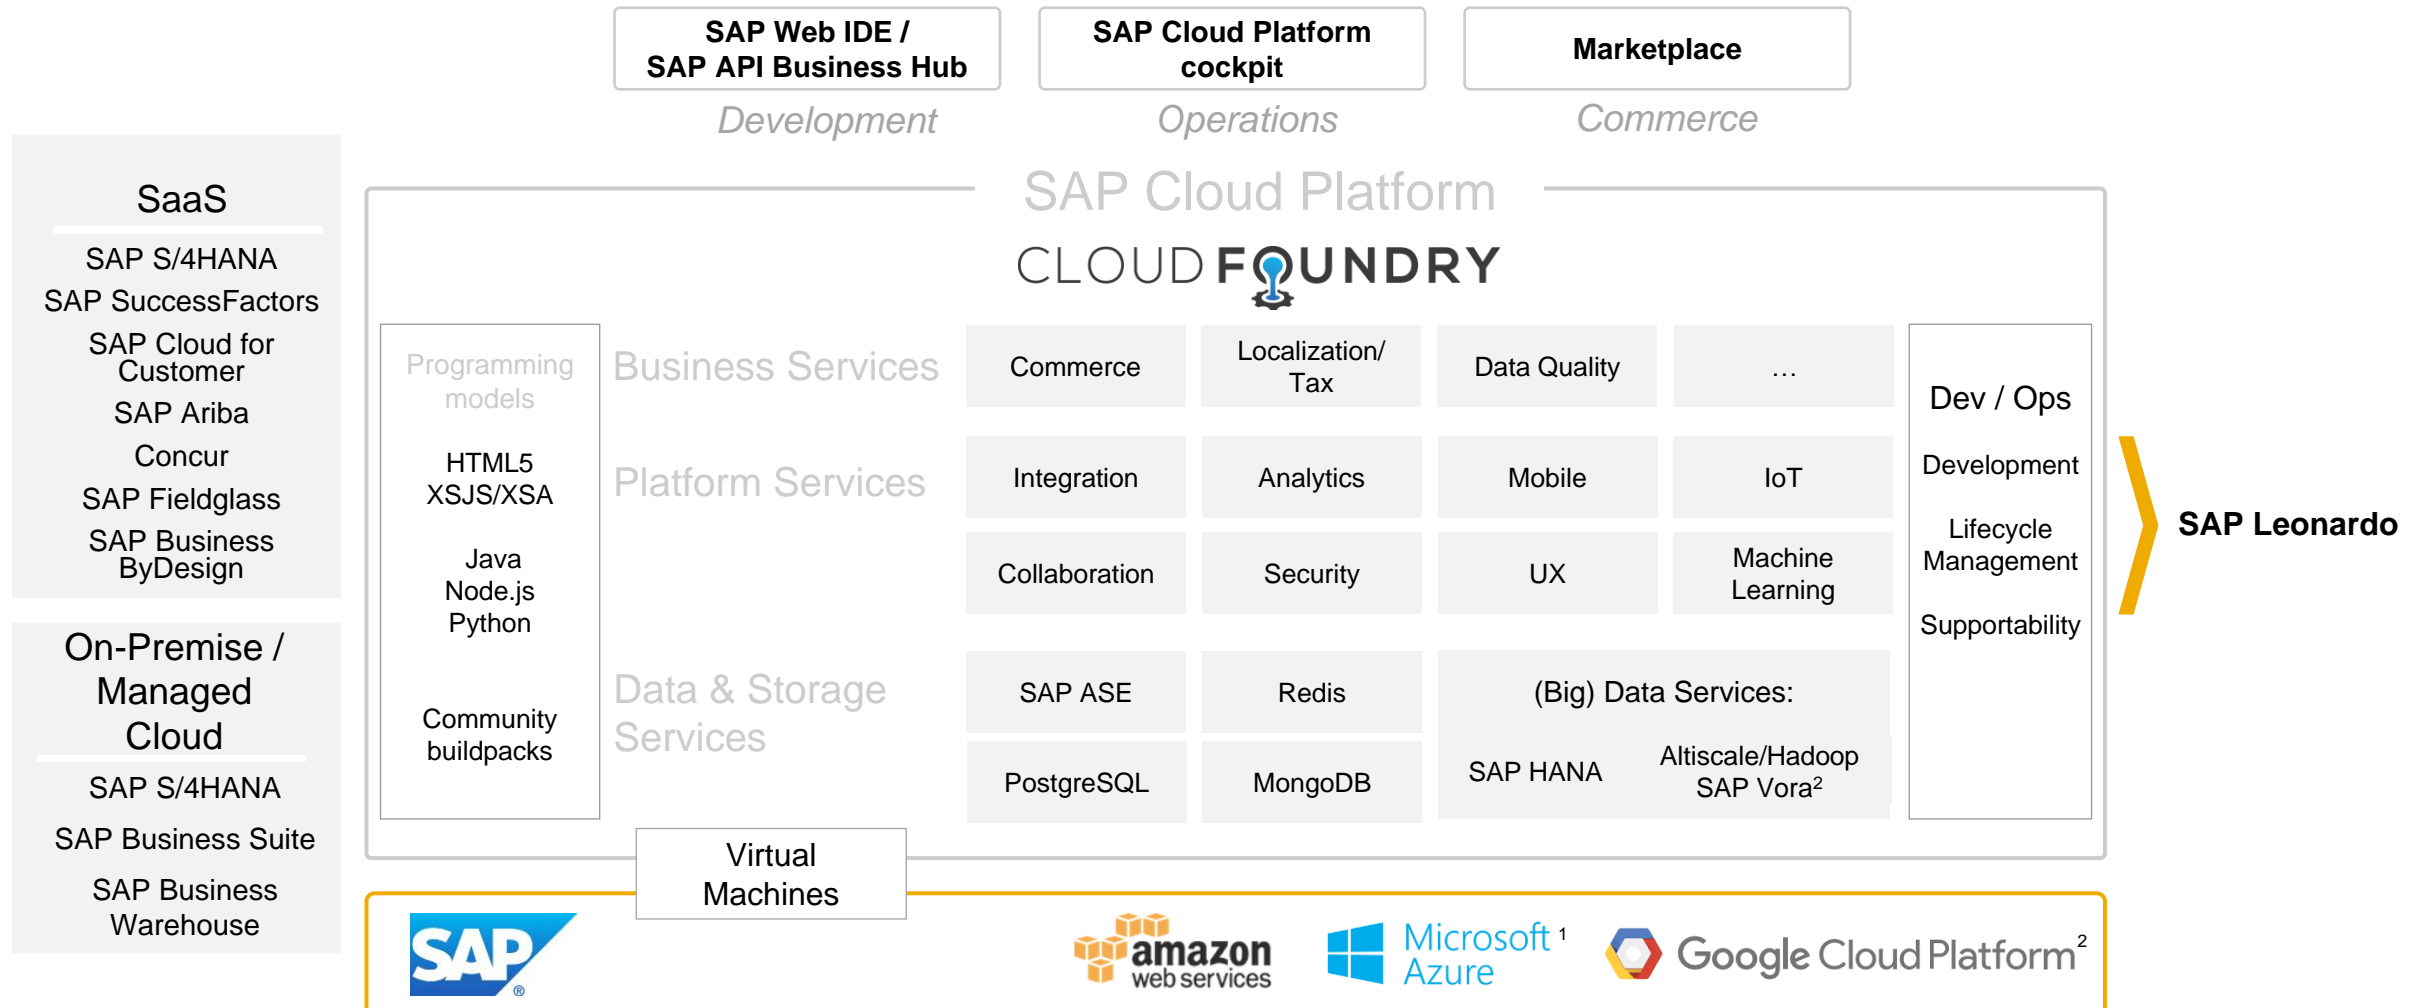 SAP Web IDE /
SAP API Business Hub
Development
SAP Cloud Platform
cockpit
Operations
Marketplace
Commerce
SaaS
SAP S/4HANA
SAP SuccessFactors
SAP Cloud for
Customer
SAP Ariba
Concur
SAP Fieldglass
SAP Business
ByDesign
On-Premise /
Managed
Cloud
SAP S/4HANA
SAP Business Suite
SAP Business
Warehouse
SAP Cloud Platform
CLOUD FOUNDRY
Programming
models
HTML5
XSJS/XSA
Java
Node.js
Python
Community
buildpacks
Business Services
Commerce
Localization/
Tax
Data Quality
…
Platform Services
Integration
Analytics
Mobile
IoT
Collaboration
Security
UX
Machine
Learning
Data & Storage
Services
SAP ASE
Redis
PostgreSQL
MongoDB
(Big) Data Services:
SAP HANA
Altiscale/Hadoop
SAP Vora²
Dev / Ops
Development
Lifecycle
Management
Supportability
SAP Leonardo
Virtual
Machines
SAP®
amazon
web services
Microsoft ¹
Azure
Google Cloud Platform²